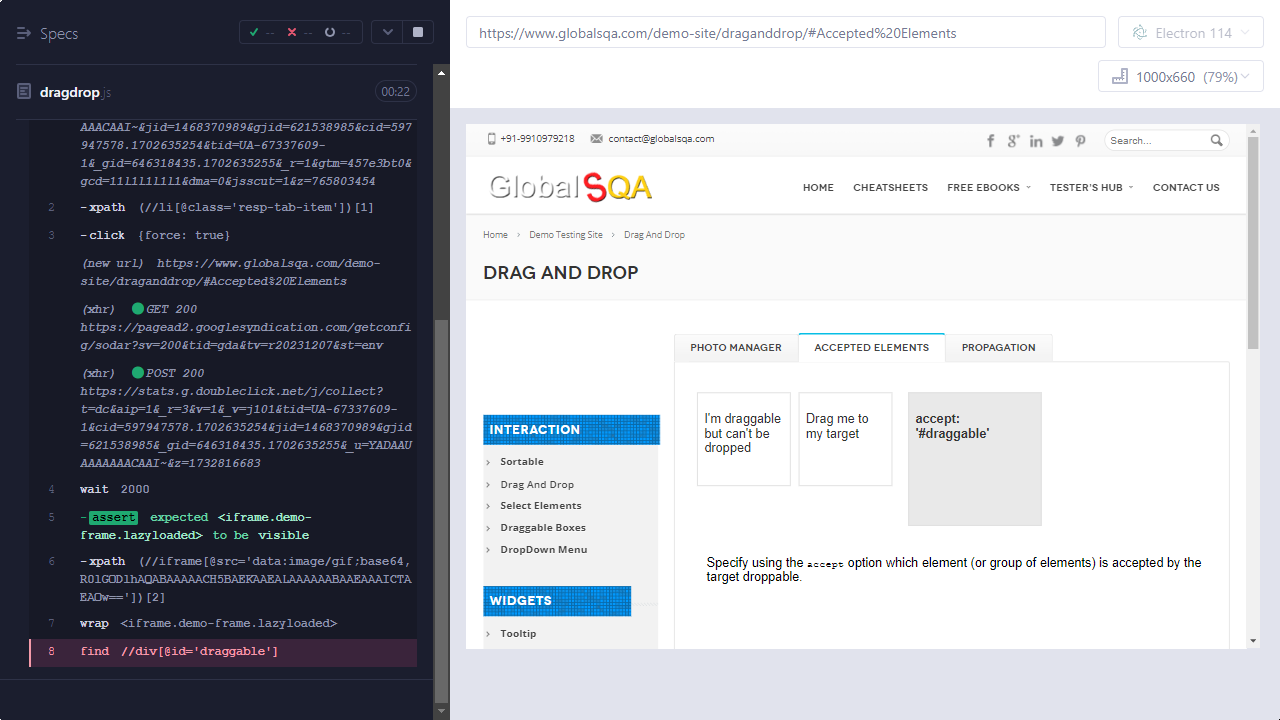 Specs
-- -- --
dragdrop.js
00:22
AAACAAI~&jid=1468370989&gjid=621538985&cid=597
947578.1702635254&tid=UA-67337609-
1&_gid=646318435.1702635255&_r=1&gtm=457e3bt0&
gcd=11l1l1l1l1&dma=0&jsscut=1&z=765803454
2 -xpath (//li[@class='resp-tab-item'])[1]
3 -click {force: true}
(new url) https://www.globalsqa.com/demo-
site/draganddrop/#Accepted%20Elements
(xhr) GET 200
https://pagead2.googlesyndication.com/getconfi
g/sodar?sv=200&tid=gda&tv=r20231207&st=env
(xhr) POST 200
https://stats.g.doubleclick.net/j/collect?
t=dc&aip=1&_r=3&v=1&_v=j101&tid=UA-67337609-
1&cid=597947578.1702635254&jid=1468370989&gjid
=621538985&_gid=646318435.1702635255&_u=YADAAU
AAAAAAACAAI~&z=1732816683
4 wait 2000
5 -assert expected <iframe.demo-
frame.lazyloaded> to be visible
6 -xpath (//iframe[@src='data:image/gif;base64,
R0lGODlhAQABAAAAACH5BAEKAAEALAAAAAABAAEAAAICTA
EAOw=='])[2]
7 wrap <iframe.demo-frame.lazyloaded>
8 find //div[@id='draggable']
https://www.globalsqa.com/demo-site/draganddrop/#Accepted%20Elements
Electron 114
1000x660 (79%)
+91-9910979218 contact@globalsqa.com
Search...
GlobalSQA
HOME CHEATSHEETS FREE EBOOKS TESTER'S HUB CONTACT US
Home › Demo Testing Site › Drag And Drop
DRAG AND DROP
PHOTO MANAGER ACCEPTED ELEMENTS PROPAGATION
I'm draggable
but can't be
dropped
Drag me to
my target
accept:
'#draggable'
Specify using the accept option which element (or group of elements) is accepted by the
target droppable.
INTERACTION
Sortable
Drag And Drop
Select Elements
Draggable Boxes
DropDown Menu
WIDGETS
Tooltip